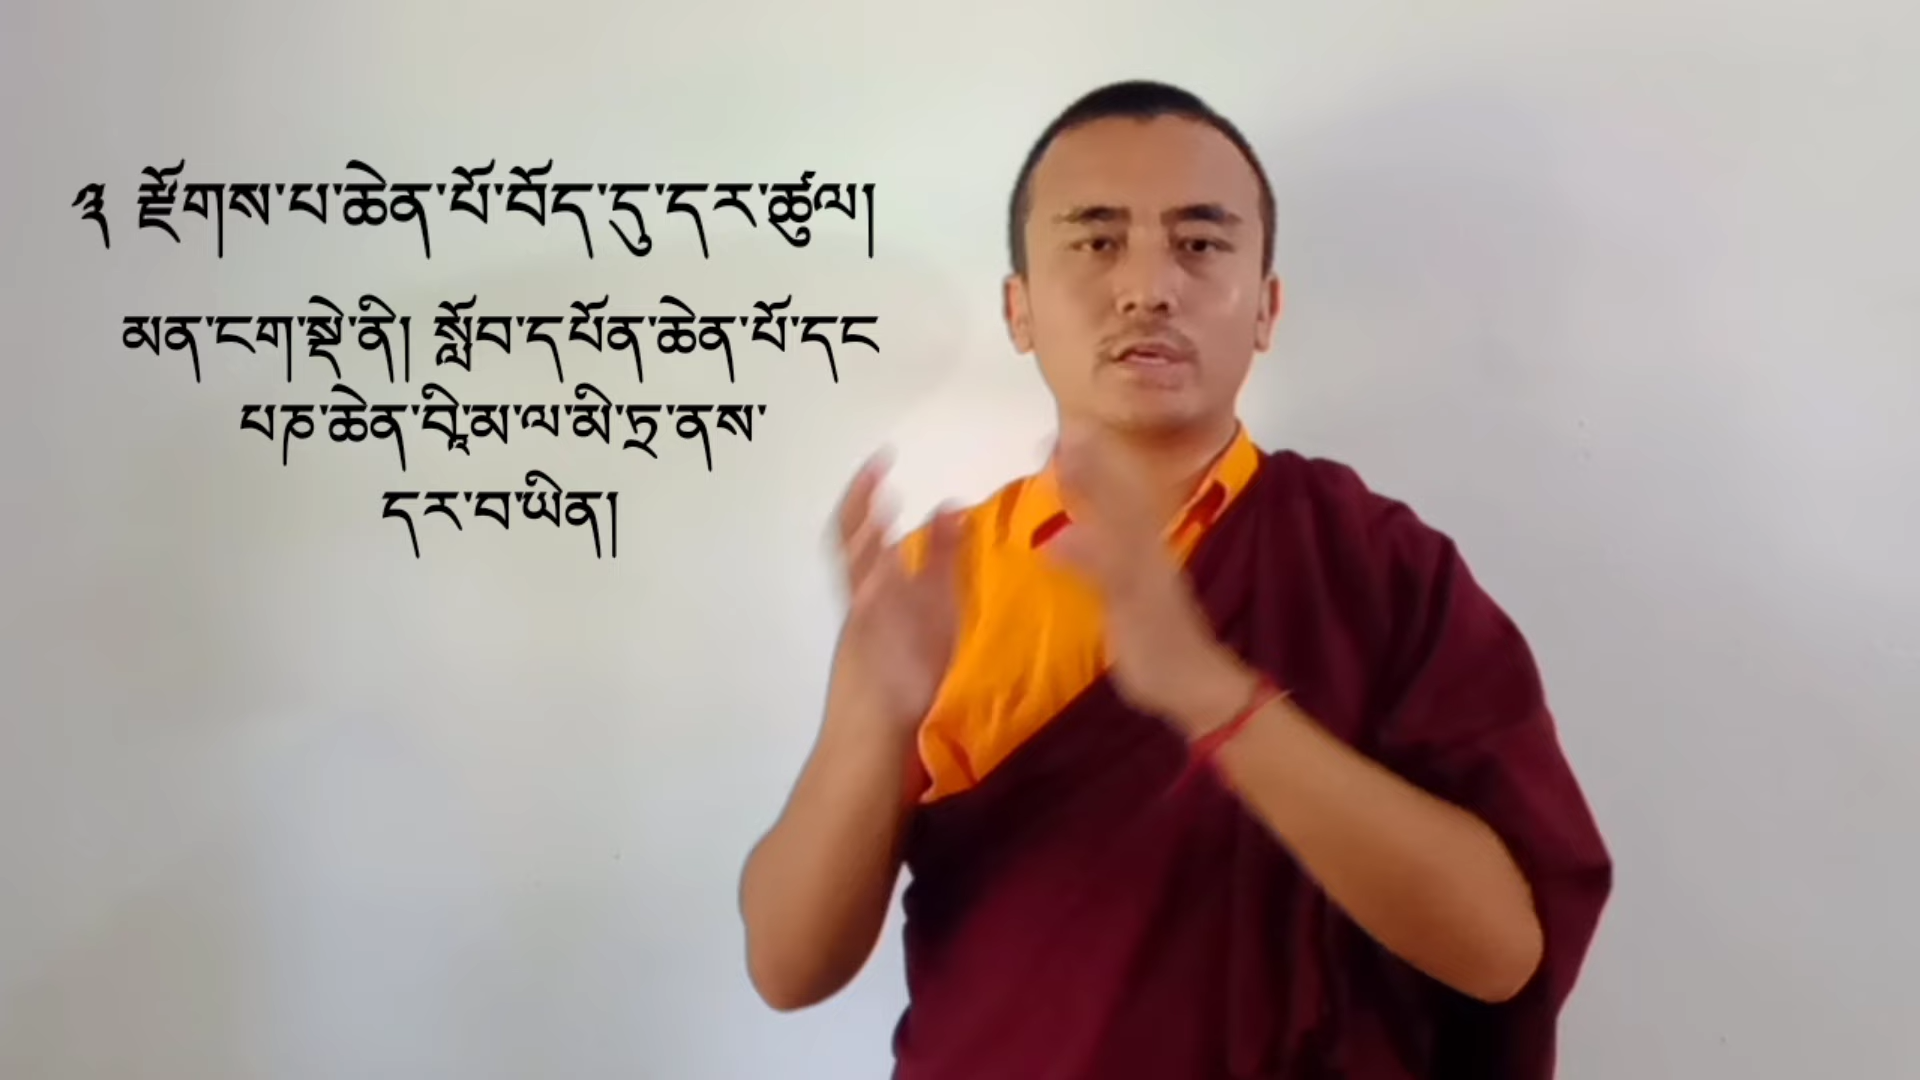 ༣ རྫོགས་པ་ཆེན་པོ་བོད་དུ་དར་ཚུལ།
མན་ངག་སྡེ་ནི། སློབ་དཔོན་ཆེན་པོ་དང
པཎ་ཆེན་བི་མ་ལ་མི་ཏྲ་ནས་
དར་བ་ཡིན།